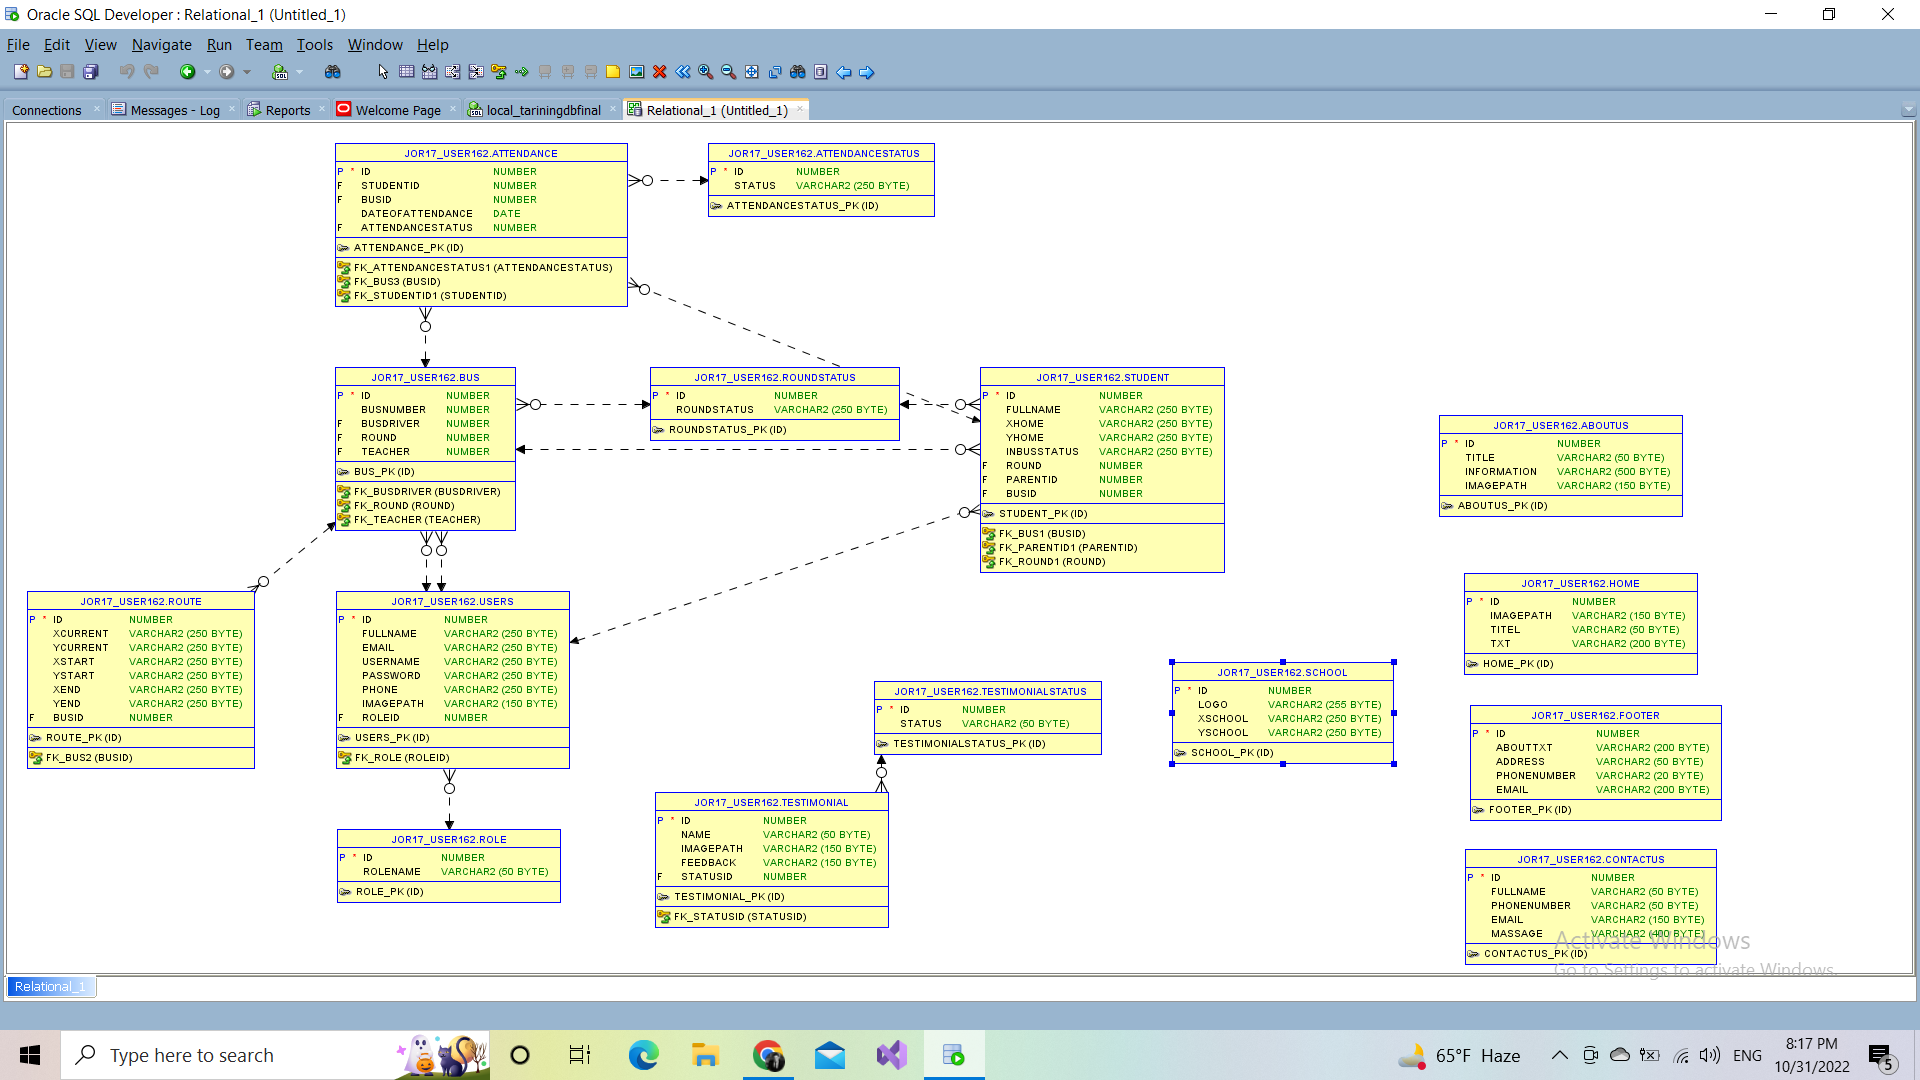 Oracle SQL Developer : Relational_1 (Untitled_1)
File Edit View Navigate Run Team Tools Window Help
Connections Messages - Log Reports Welcome Page local_tariningdbfinal Relational_1 (Untitled_1)
JOR17_USER162.ATTENDANCE
P * ID NUMBER
F STUDENTID NUMBER
F BUSID NUMBER
DATEOFATTENDANCE DATE
F ATTENDANCESTATUS NUMBER
ATTENDANCE_PK (ID)
FK_ATTENDANCESTATUS1 (ATTENDANCESTATUS)
FK_BUS3 (BUSID)
FK_STUDENTID1 (STUDENTID)
JOR17_USER162.ATTENDANCESTATUS
P * ID NUMBER
STATUS VARCHAR2 (250 BYTE)
ATTENDANCESTATUS_PK (ID)
JOR17_USER162.BUS
P * ID NUMBER
BUSNUMBER NUMBER
F BUSDRIVER NUMBER
F ROUND NUMBER
F TEACHER NUMBER
BUS_PK (ID)
FK_BUSDRIVER (BUSDRIVER)
FK_ROUND (ROUND)
FK_TEACHER (TEACHER)
JOR17_USER162.ROUNDSTATUS
P * ID NUMBER
ROUNDSTATUS VARCHAR2 (250 BYTE)
ROUNDSTATUS_PK (ID)
JOR17_USER162.STUDENT
P * ID NUMBER
FULLNAME VARCHAR2 (250 BYTE)
XHOME VARCHAR2 (250 BYTE)
YHOME VARCHAR2 (250 BYTE)
INBUSSTATUS VARCHAR2 (250 BYTE)
F ROUND NUMBER
F PARENTID NUMBER
F BUSID NUMBER
STUDENT_PK (ID)
FK_BUS1 (BUSID)
FK_PARENTID1 (PARENTID)
FK_ROUND1 (ROUND)
JOR17_USER162.ABOUTUS
P * ID NUMBER
TITLE VARCHAR2 (50 BYTE)
INFORMATION VARCHAR2 (500 BYTE)
IMAGEPATH VARCHAR2 (150 BYTE)
ABOUTUS_PK (ID)
JOR17_USER162.ROUTE
P * ID NUMBER
XCURRENT VARCHAR2 (250 BYTE)
YCURRENT VARCHAR2 (250 BYTE)
XSTART VARCHAR2 (250 BYTE)
YSTART VARCHAR2 (250 BYTE)
XEND VARCHAR2 (250 BYTE)
YEND VARCHAR2 (250 BYTE)
F BUSID NUMBER
ROUTE_PK (ID)
FK_BUS2 (BUSID)
JOR17_USER162.USERS
P * ID NUMBER
FULLNAME VARCHAR2 (250 BYTE)
EMAIL VARCHAR2 (250 BYTE)
USERNAME VARCHAR2 (250 BYTE)
PASSWORD VARCHAR2 (250 BYTE)
PHONE VARCHAR2 (250 BYTE)
IMAGEPATH VARCHAR2 (150 BYTE)
F ROLEID NUMBER
USERS_PK (ID)
FK_ROLE (ROLEID)
JOR17_USER162.HOME
P * ID NUMBER
IMAGEPATH VARCHAR2 (150 BYTE)
TITEL VARCHAR2 (50 BYTE)
TXT VARCHAR2 (200 BYTE)
HOME_PK (ID)
JOR17_USER162.SCHOOL
P * ID NUMBER
LOGO VARCHAR2 (255 BYTE)
XSCHOOL VARCHAR2 (250 BYTE)
YSCHOOL VARCHAR2 (250 BYTE)
SCHOOL_PK (ID)
JOR17_USER162.TESTIMONIALSTATUS
P * ID NUMBER
STATUS VARCHAR2 (50 BYTE)
TESTIMONIALSTATUS_PK (ID)
JOR17_USER162.FOOTER
P * ID NUMBER
ABOUTTXT VARCHAR2 (200 BYTE)
ADDRESS VARCHAR2 (50 BYTE)
PHONENUMBER VARCHAR2 (20 BYTE)
EMAIL VARCHAR2 (200 BYTE)
FOOTER_PK (ID)
JOR17_USER162.TESTIMONIAL
P * ID NUMBER
NAME VARCHAR2 (50 BYTE)
IMAGEPATH VARCHAR2 (150 BYTE)
FEEDBACK VARCHAR2 (150 BYTE)
F STATUSID NUMBER
TESTIMONIAL_PK (ID)
FK_STATUSID (STATUSID)
JOR17_USER162.ROLE
P * ID NUMBER
ROLENAME VARCHAR2 (50 BYTE)
ROLE_PK (ID)
JOR17_USER162.CONTACTUS
P * ID NUMBER
FULLNAME VARCHAR2 (50 BYTE)
PHONENUMBER VARCHAR2 (50 BYTE)
EMAIL VARCHAR2 (150 BYTE)
MASSAGE VARCHAR2 (400 BYTE)
CONTACTUS_PK (ID)
Activate Windows
Go to Settings to activate Windows.
Relational_1
Type here to search
65°F Haze
ENG
8:17 PM
10/31/2022
5